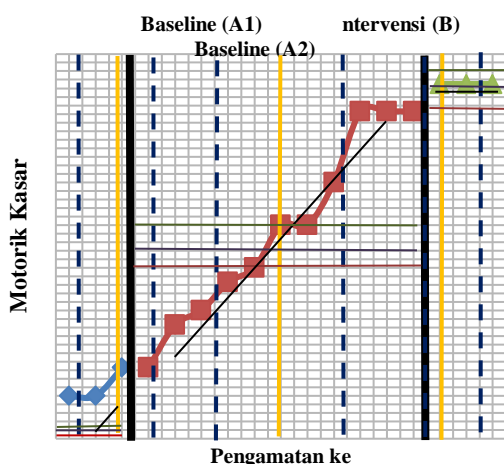 Baseline (A1) ntervensi (B)
Baseline (A2)
Motorik Kasar
Pengamatan ke